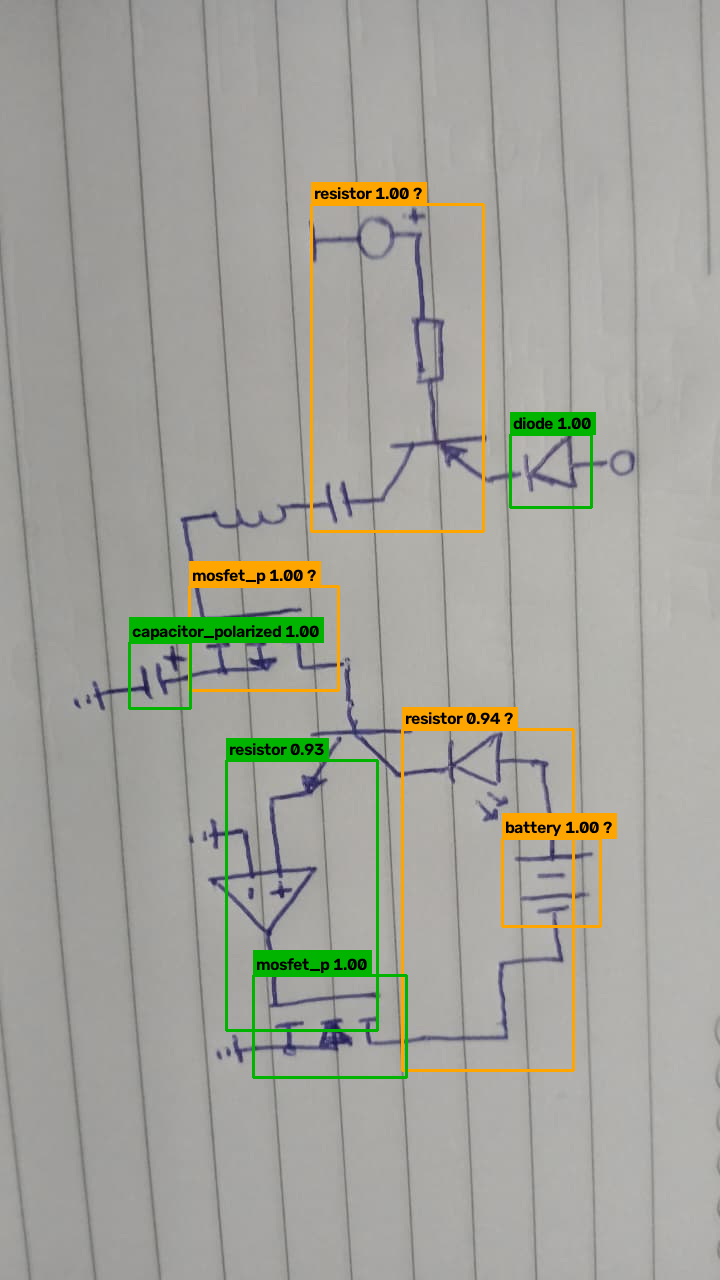 resistor 1.00 ?
+
diode 1.00
mosfet_p 1.00 ?
capacitor_polarized 1.00
+
resistor 0.94 ?
resistor 0.93
battery 1.00 ?
- +
mosfet_p 1.00